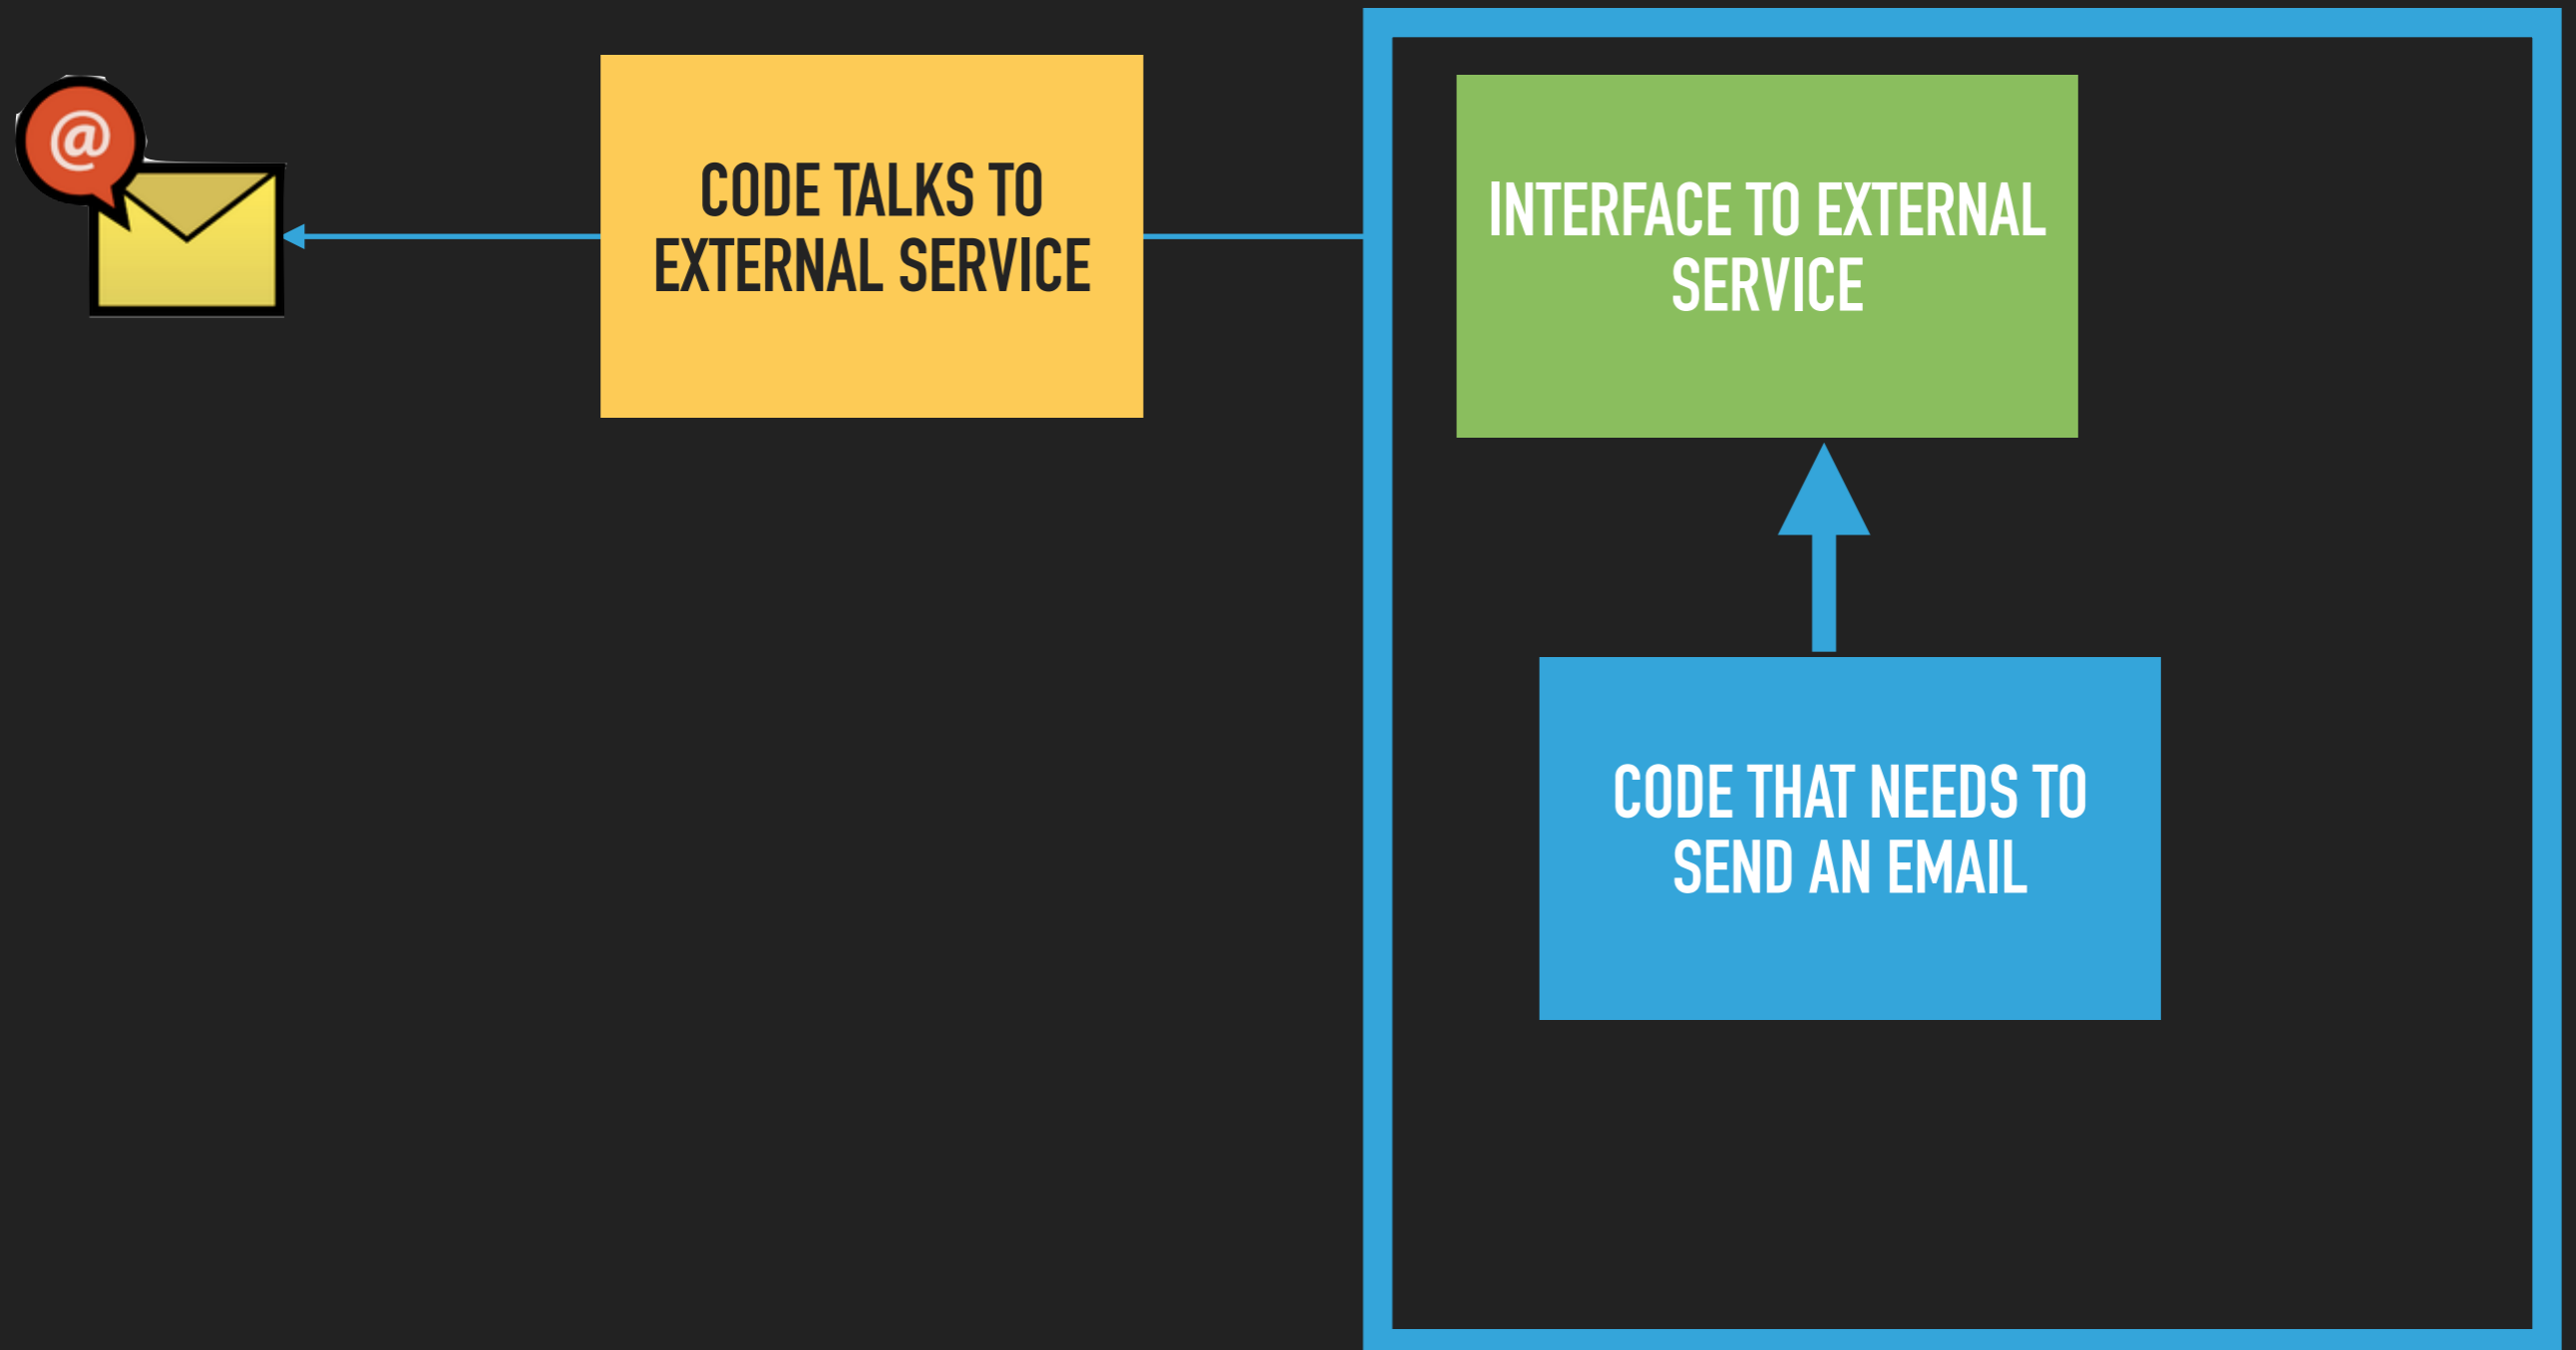 @
CODE TALKS TO
EXTERNAL SERVICE
INTERFACE TO EXTERNAL
SERVICE
CODE THAT NEEDS TO
SEND AN EMAIL